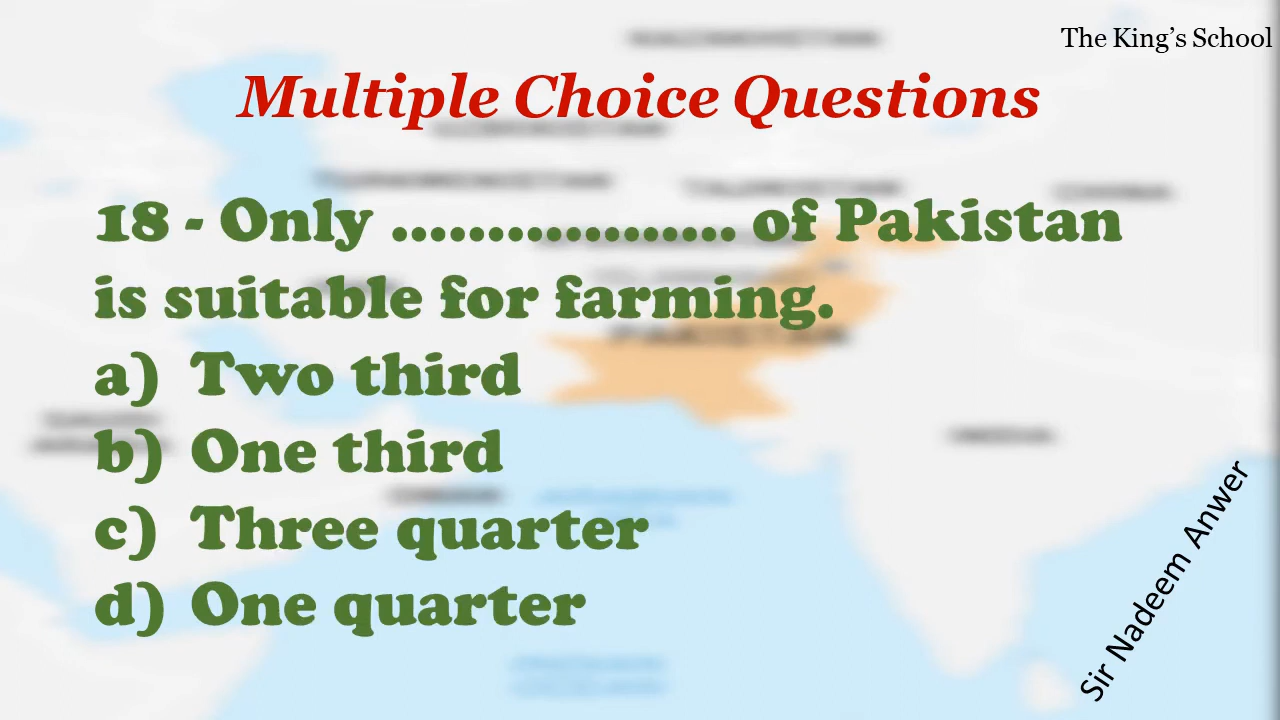 The King's School
Multiple Choice Questions
18 - Only .................. of Pakistan
is suitable for farming.
a) Two third
b) One third
c) Three quarter
d) One quarter
Sir Nadeem Anwer